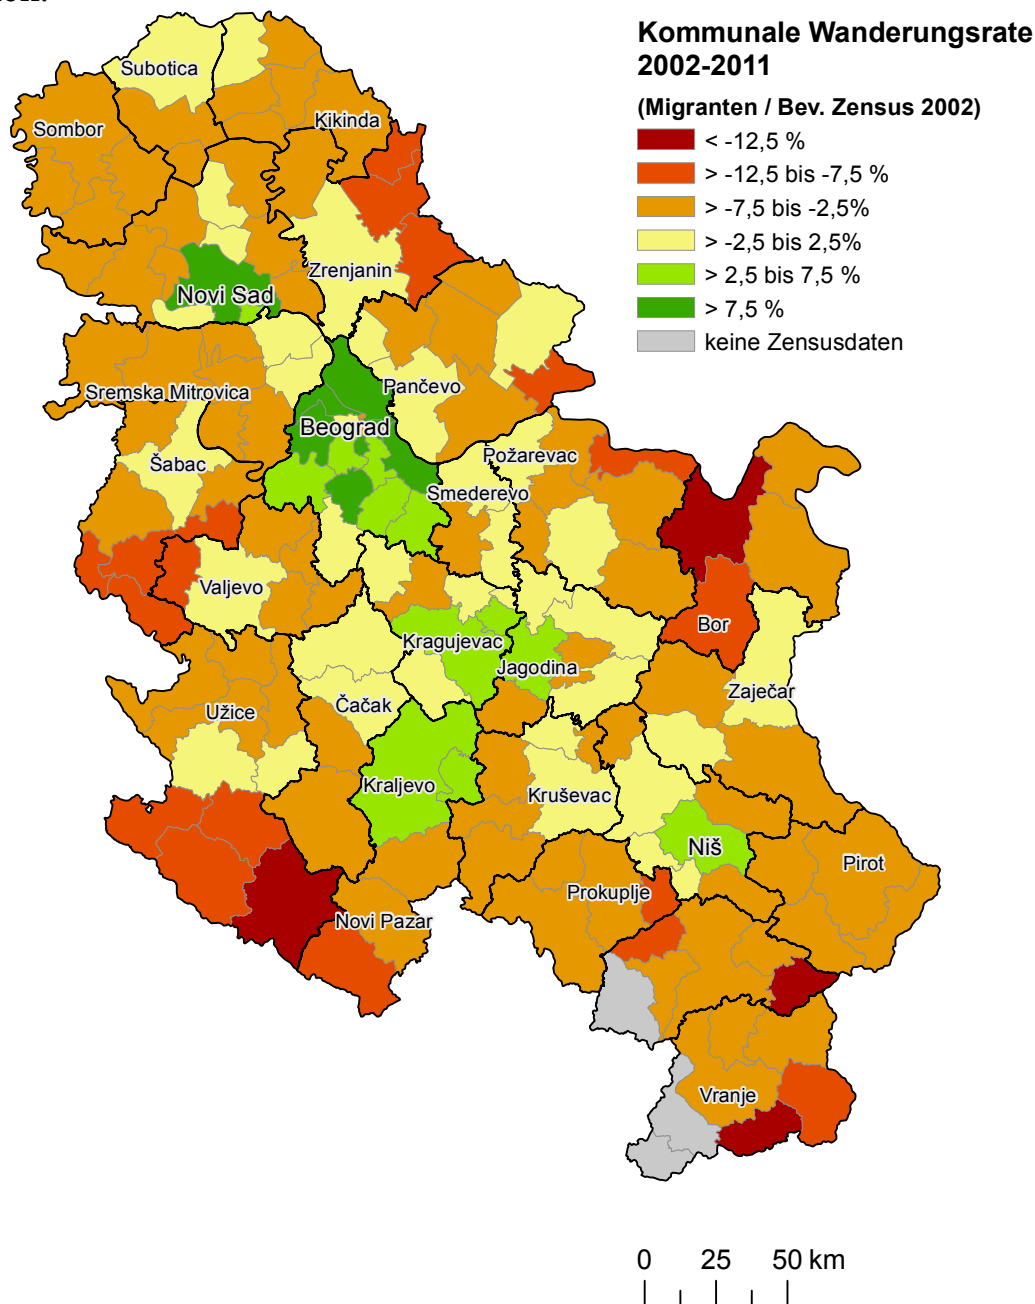 Kommunale Wanderungsrate
2002-2011
(Migranten / Bev. Zensus 2002)
< -12,5 %
> -12,5 bis -7,5 %
> -7,5 bis -2,5%
> -2,5 bis 2,5%
> 2,5 bis 7,5 %
> 7,5 %
keine Zensusdaten
Subotica
Sombor
Kikinda
Zrenjanin
Novi Sad
Pančevo
Sremska Mitrovica
Beograd
Šabac
Požarevac
Smederevo
Valjevo
Bor
Kragujevac
Jagodina
Zaječar
Čačak
Užice
Kraljevo
Kruševac
Niš
Pirot
Prokuplje
Novi Pazar
Vranje
0 25 50 km